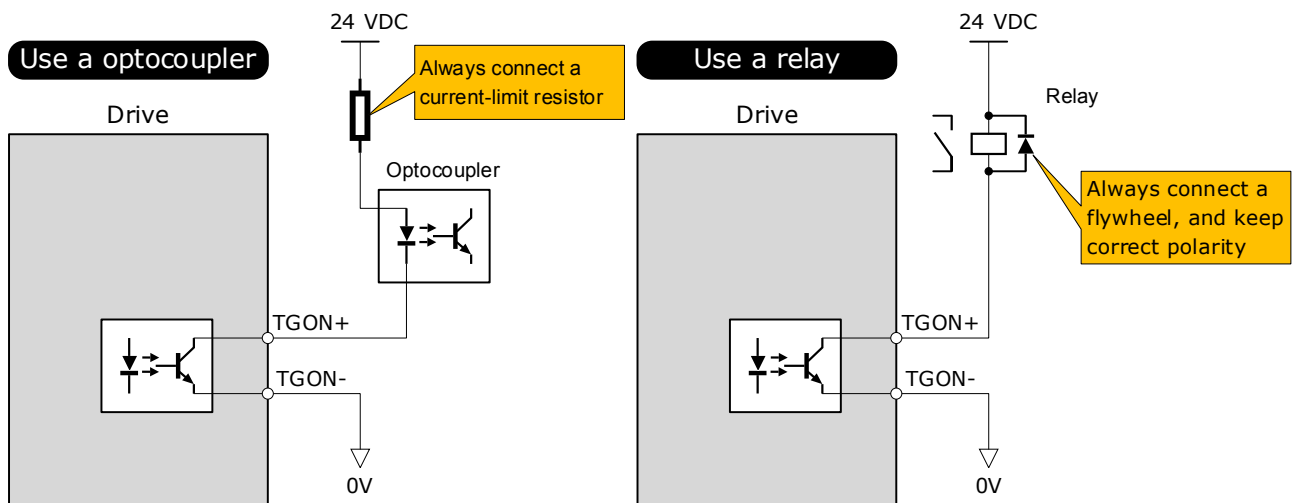 24 VDC
Use a optocoupler
Always connect a
current-limit resistor
Drive
Optocoupler
TGON+
TGON-
0V
24 VDC
Use a relay
Relay
Drive
Always connect a
flywheel, and keep
correct polarity
TGON+
TGON-
0V